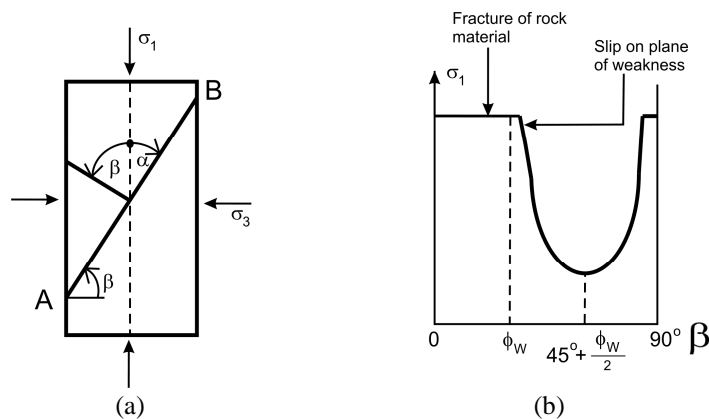 σ1
B
β
α
σ3
β
A
(a)
Fracture of rock
material
Slip on plane
of weakness
σ1
0
ϕW
45° + ϕW/2
90°
β
(b)